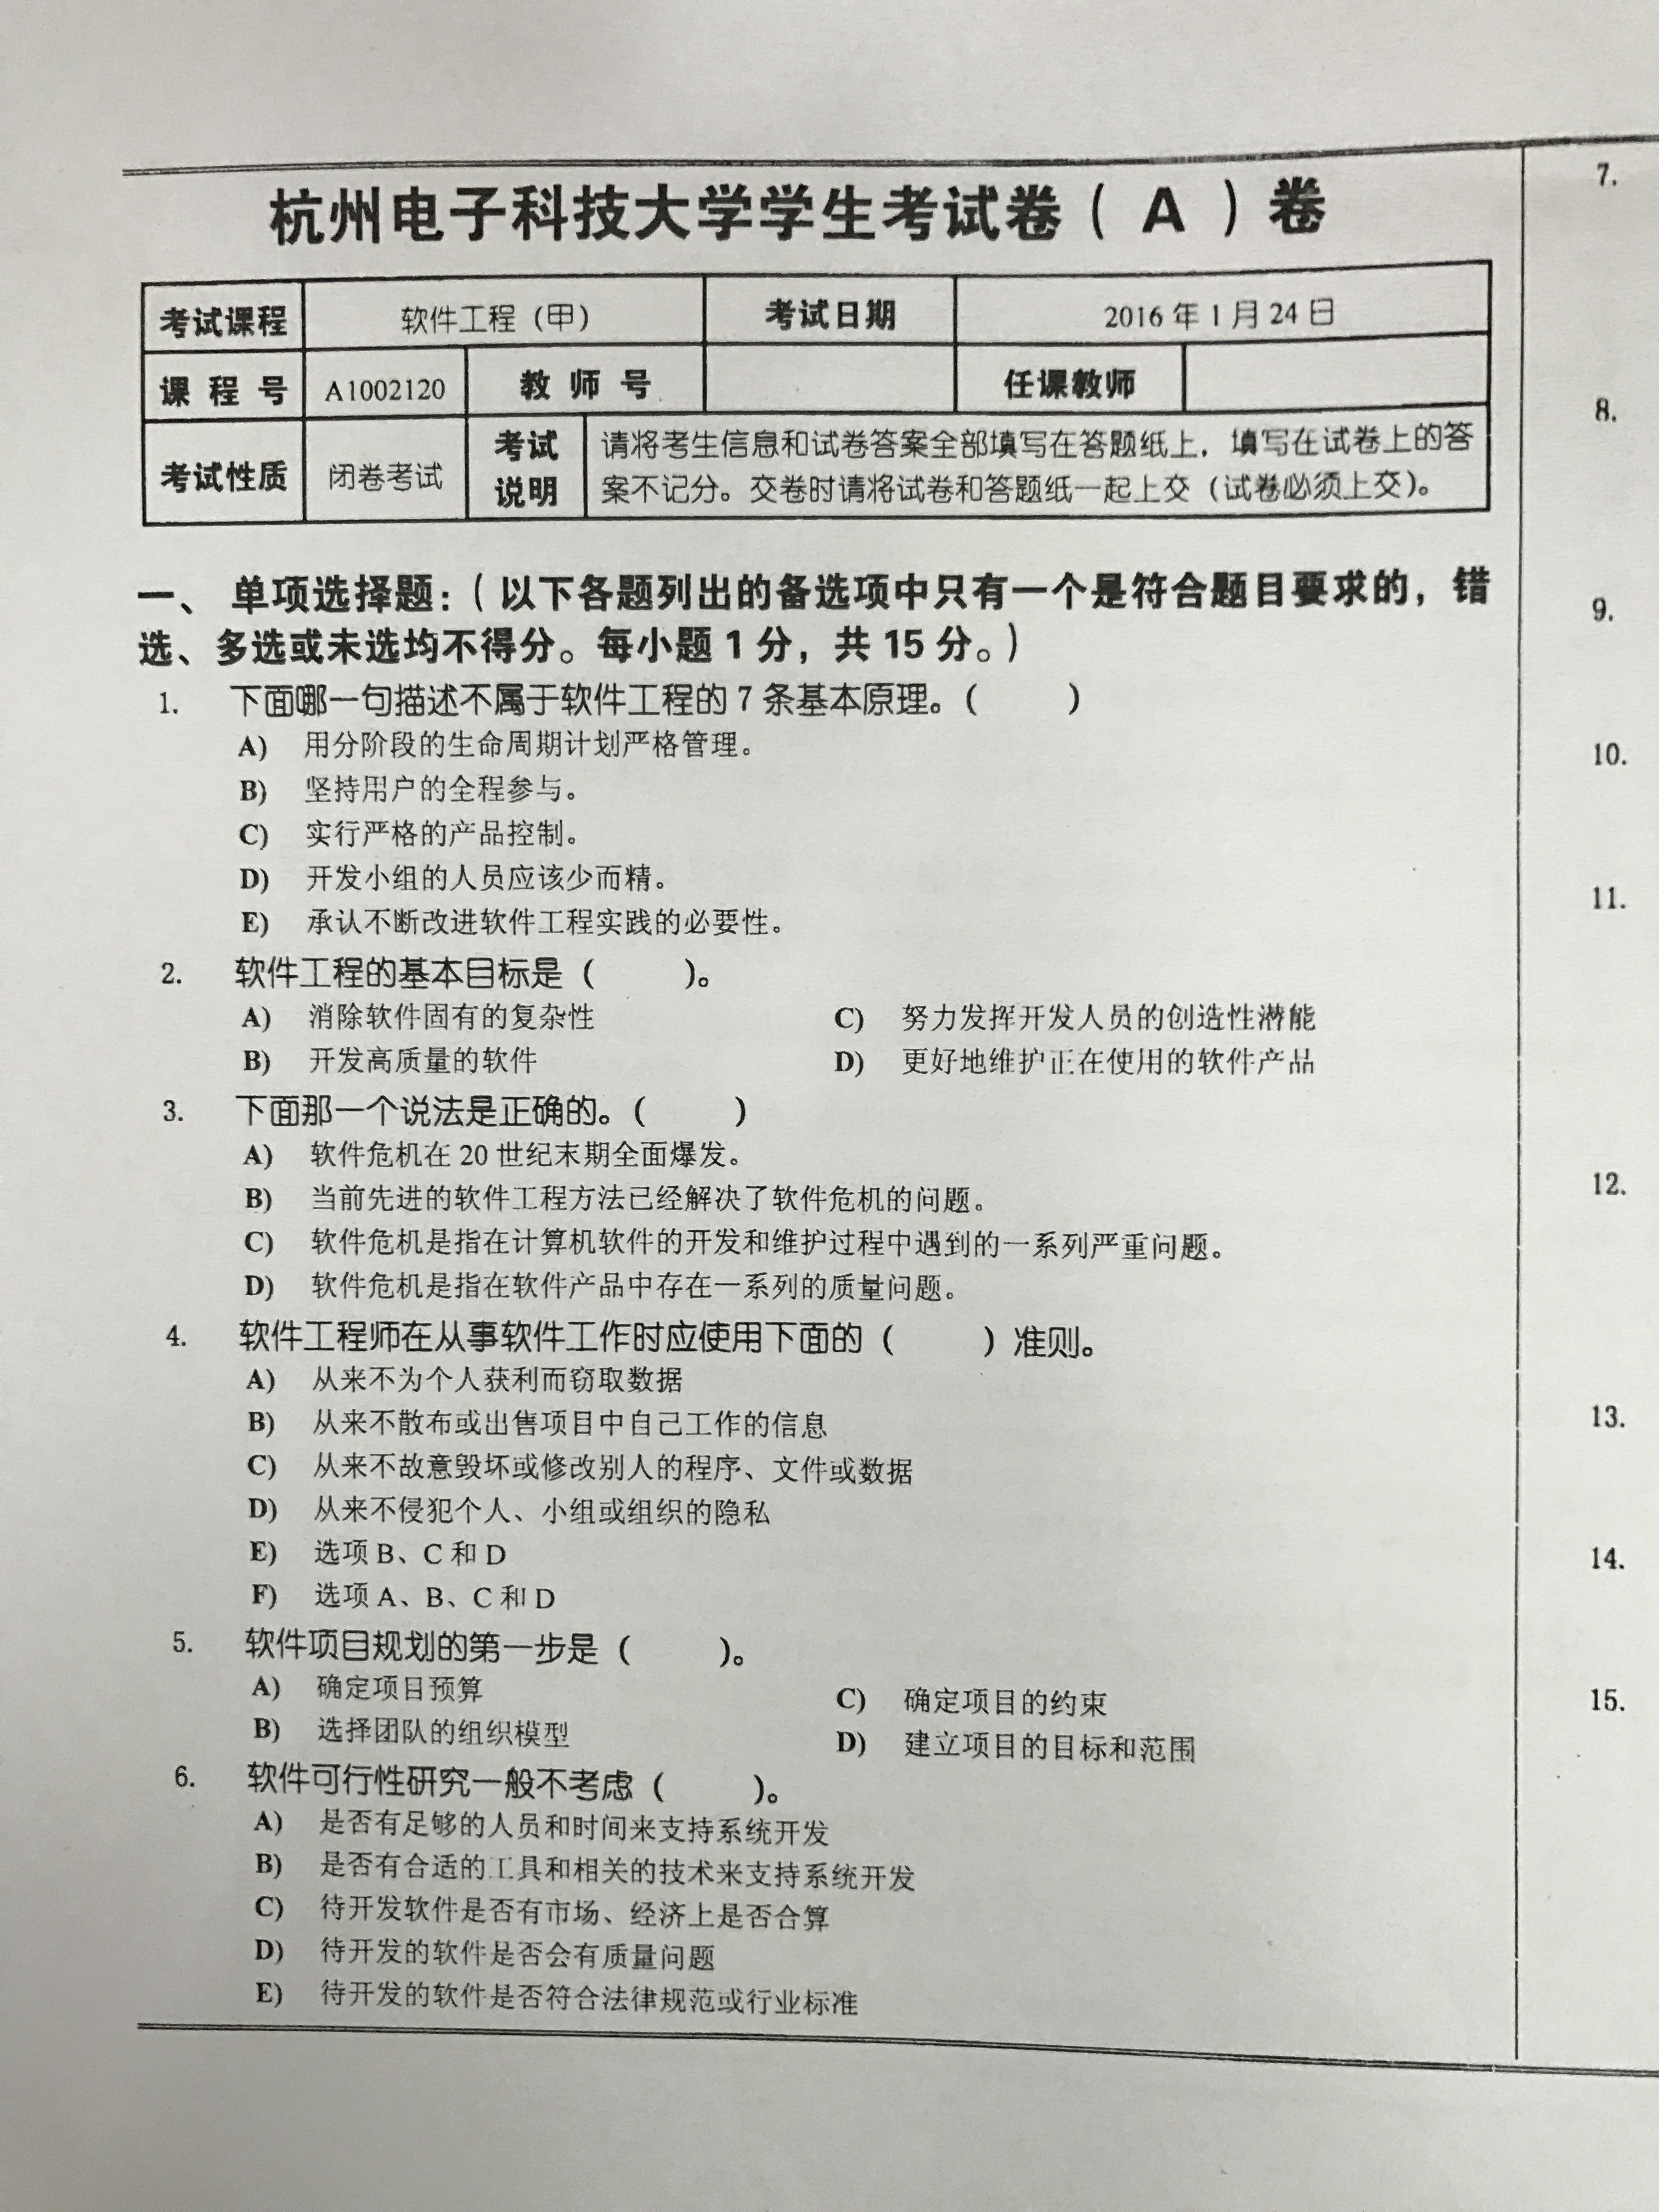 杭州电子科技大学学生考试卷( A )卷
考试课程 软件工程（甲） 考试日期 2016 年 1 月 24 日
课 程 号 A1002120 教 师 号 任课教师
考试性质 闭卷考试 考试说明 请将考生信息和试卷答案全部填写在答题纸上，填写在试卷上的答
案不记分。交卷时请将试卷和答题纸一起上交（试卷必须上交）。
一、 单项选择题：（以下各题列出的备选项中只有一个是符合题目要求的，错
选、多选或未选均不得分。每小题 1 分，共 15 分。）
1. 下面哪一句描述不属于软件工程的 7 条基本原理。( )
A) 用分阶段的生命周期计划严格管理。
B) 坚持用户的全程参与。
C) 实行严格的产品控制。
D) 开发小组的人员应该少而精。
E) 承认不断改进软件工程实践的必要性。
2. 软件工程的基本目标是（ ）。
A) 消除软件固有的复杂性 C) 努力发挥开发人员的创造性潜能
B) 开发高质量的软件 D) 更好地维护正在使用的软件产品
3. 下面那一个说法是正确的。( )
A) 软件危机在 20 世纪末期全面爆发。
B) 当前先进的软件工程方法已经解决了软件危机的问题。
C) 软件危机是指在计算机软件的开发和维护过程中遇到的一系列严重问题。
D) 软件危机是指在软件产品中存在一系列的质量问题。
4. 软件工程师在从事软件工作时应使用下面的（ ）准则。
A) 从来不为个人获利而窃取数据
B) 从来不散布或出售项目中自己工作的信息
C) 从来不故意毁坏或修改别人的程序、文件或数据
D) 从来不侵犯个人、小组或组织的隐私
E) 选项 B、C 和 D
F) 选项 A、B、C 和 D
5. 软件项目规划的第一步是（ ）。
A) 确定项目预算 C) 确定项目的约束
B) 选择团队的组织模型 D) 建立项目的目标和范围
6. 软件可行性研究一般不考虑（ ）。
A) 是否有足够的人员和时间来支持系统开发
B) 是否有合适的工具和相关的技术来支持系统开发
C) 待开发软件是否有市场、经济上是否合算
D) 待开发的软件是否会有质量问题
E) 待开发的软件是否符合法律规范或行业标准
7.
8.
9.
10.
11.
12.
13.
14.
15.